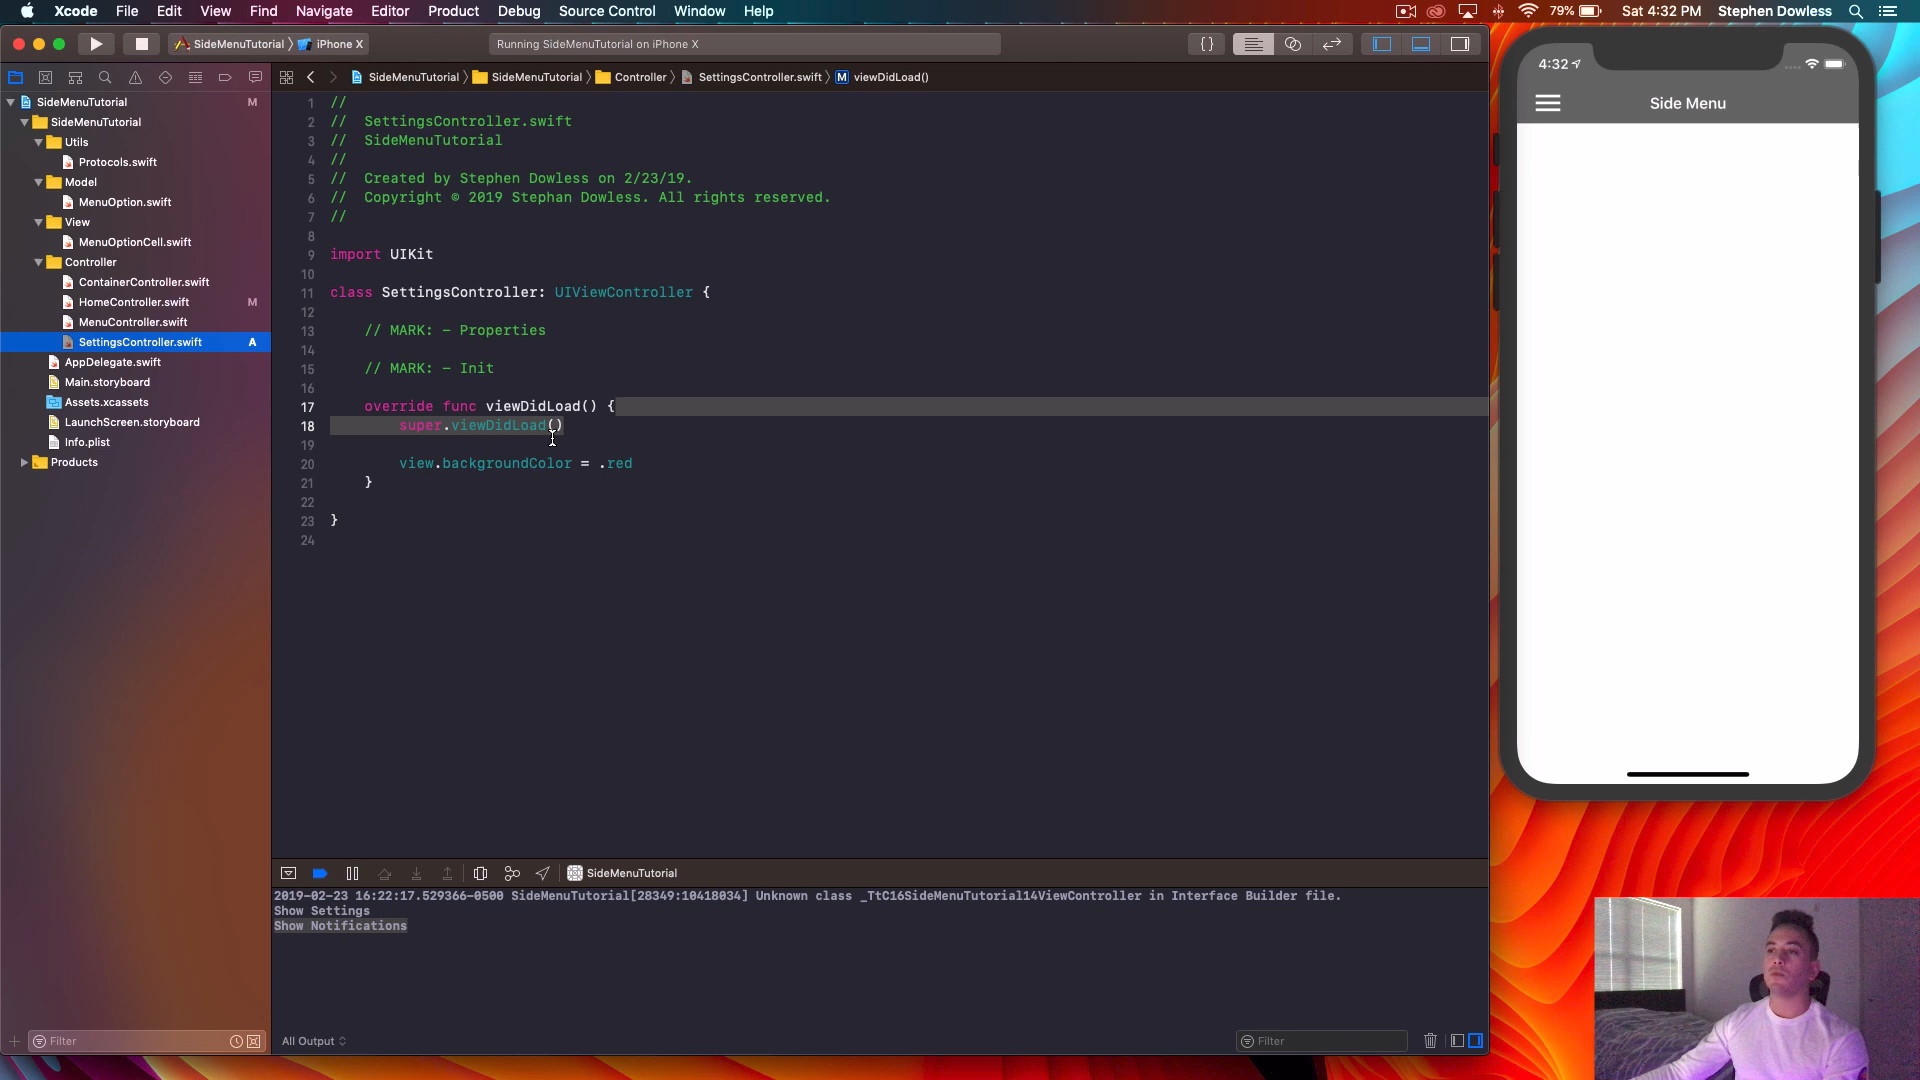 Xcode File Edit View Find Navigate Editor Product Debug Source Control Window Help 79% Sat 4:32 PM Stephen Dowless
SideMenuTutorial iPhone X Running SideMenuTutorial on iPhone X { }
SideMenuTutorial SideMenuTutorial Controller SettingsController.swift M viewDidLoad()
SideMenuTutorial M
SideMenuTutorial
Utils
Protocols.swift
Model
MenuOption.swift
View
MenuOptionCell.swift
Controller
ContainerController.swift
HomeController.swift M
MenuController.swift
SettingsController.swift A
AppDelegate.swift
Main.storyboard
Assets.xcassets
LaunchScreen.storyboard
Info.plist
Products
Filter
1 //
2 //  SettingsController.swift
3 //  SideMenuTutorial
4 //
5 //  Created by Stephen Dowless on 2/23/19.
6 //  Copyright © 2019 Stephan Dowless. All rights reserved.
7 //
8
9 import UIKit
10
11 class SettingsController: UIViewController {
12
13 // MARK: - Properties
14
15 // MARK: - Init
16
17 override func viewDidLoad() {
18 super.viewDidLoad()
19
20 view.backgroundColor = .red
21 }
22
23 }
24
SideMenuTutorial
2019-02-23 16:22:17.529366-0500 SideMenuTutorial[28349:10418034] Unknown class _TtC16SideMenuTutorial14ViewController in Interface Builder file.
Show Settings
Show Notifications
All Output Filter
4:32
Side Menu